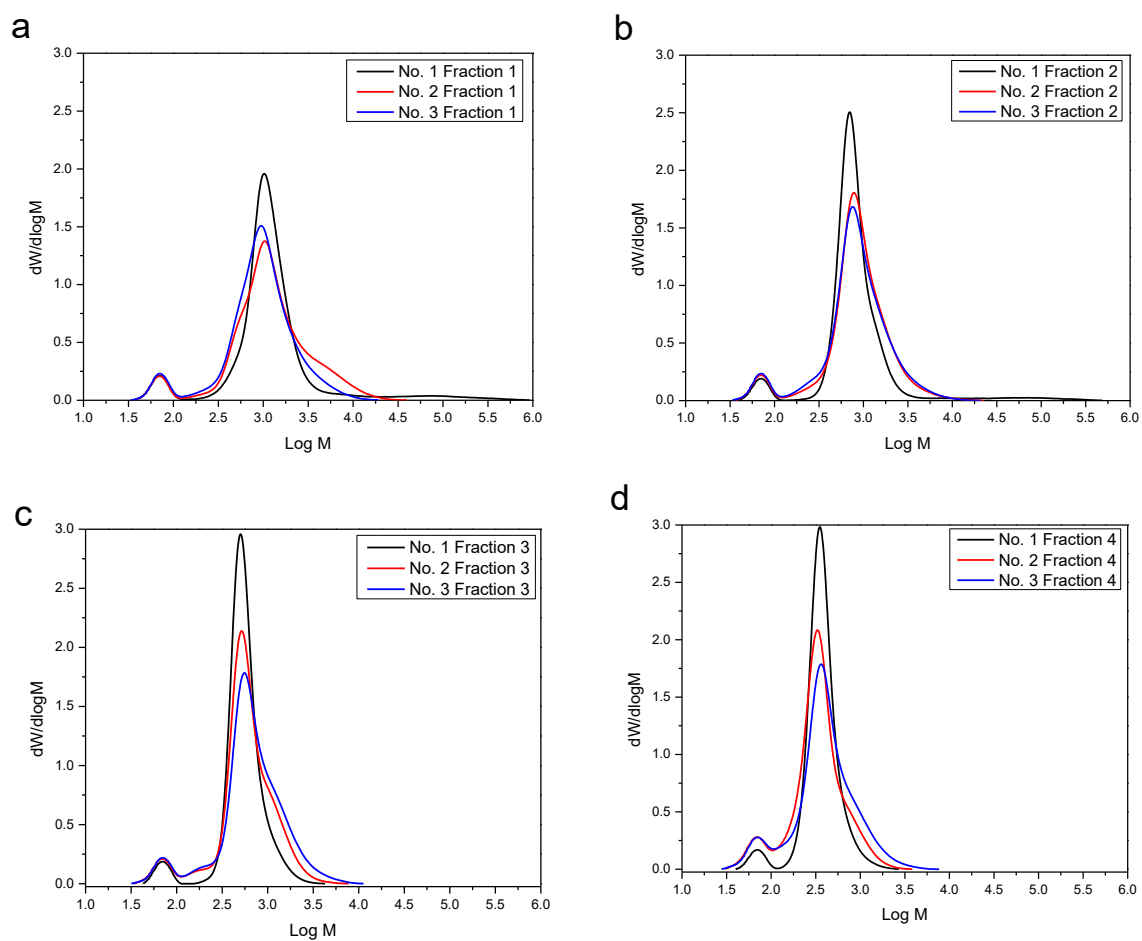 a
3.0
2.5
2.0
1.5
1.0
0.5
0.0
dW/dlogM
No. 1 Fraction 1
No. 2 Fraction 1
No. 3 Fraction 1
1.0 1.5 2.0 2.5 3.0 3.5 4.0 4.5 5.0 5.5 6.0
Log M
b
3.0
2.5
2.0
1.5
1.0
0.5
0.0
dW/dlogM
No. 1 Fraction 2
No. 2 Fraction 2
No. 3 Fraction 2
1.0 1.5 2.0 2.5 3.0 3.5 4.0 4.5 5.0 5.5 6.0
Log M
c
3.0
2.5
2.0
1.5
1.0
0.5
0.0
dW/dlogM
No. 1 Fraction 3
No. 2 Fraction 3
No. 3 Fraction 3
1.0 1.5 2.0 2.5 3.0 3.5 4.0 4.5 5.0 5.5 6.0
Log M
d
3.0
2.5
2.0
1.5
1.0
0.5
0.0
dW/dlogM
No. 1 Fraction 4
No. 2 Fraction 4
No. 3 Fraction 4
1.0 1.5 2.0 2.5 3.0 3.5 4.0 4.5 5.0 5.5 6.0
Log M